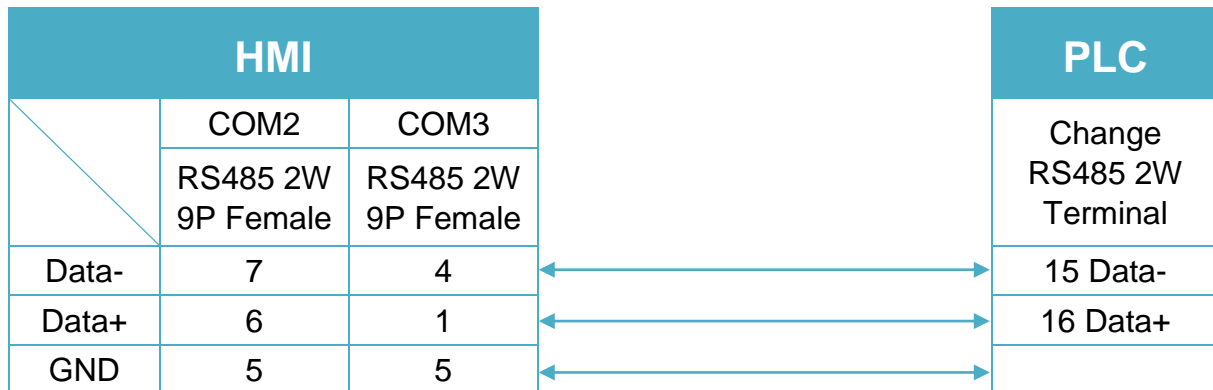 HMI PLC
COM2 COM3 Change
RS485 2W
Terminal
RS485 2W
9P Female RS485 2W
9P Female
Data- 7 4 15 Data-
Data+ 6 1 16 Data+
GND 5 5